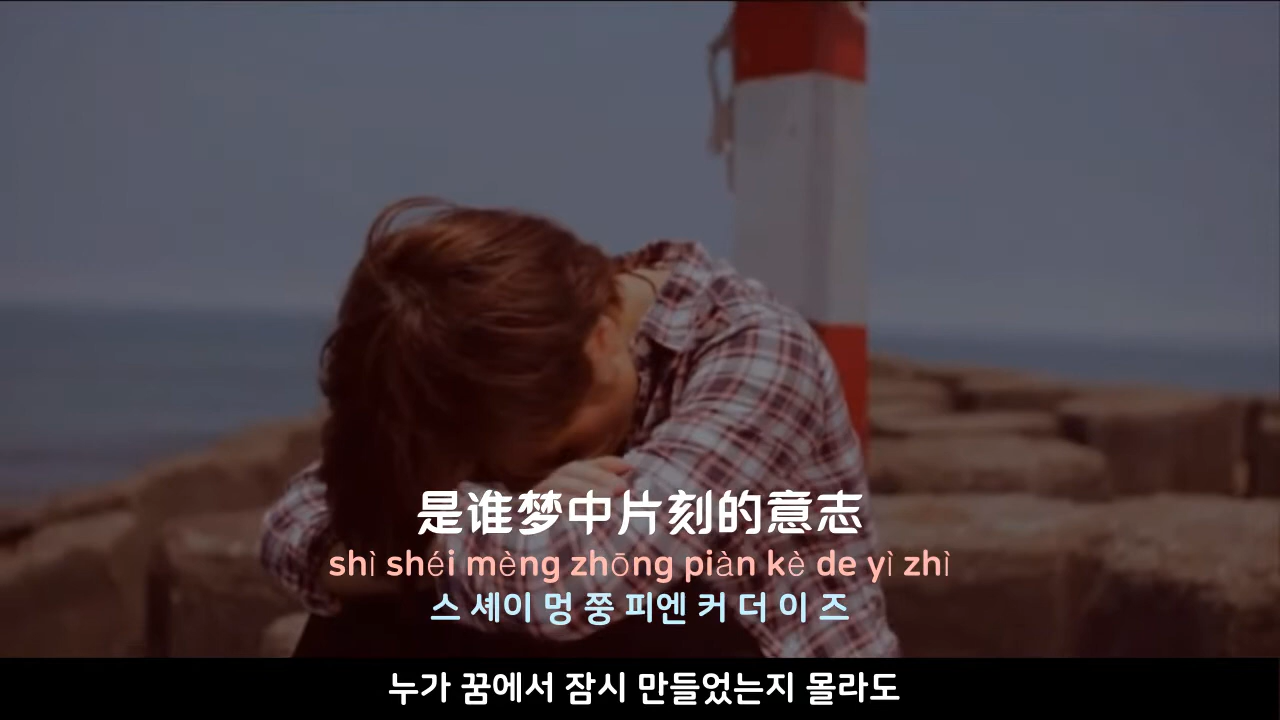 是谁梦中片刻的意志
shì shéi mèng zhōng piàn kè de yì zhì
스 셰이 멍 쭝 피엔 커 더 이 즈
누가 꿈에서 잠시 만들었는지 몰라도